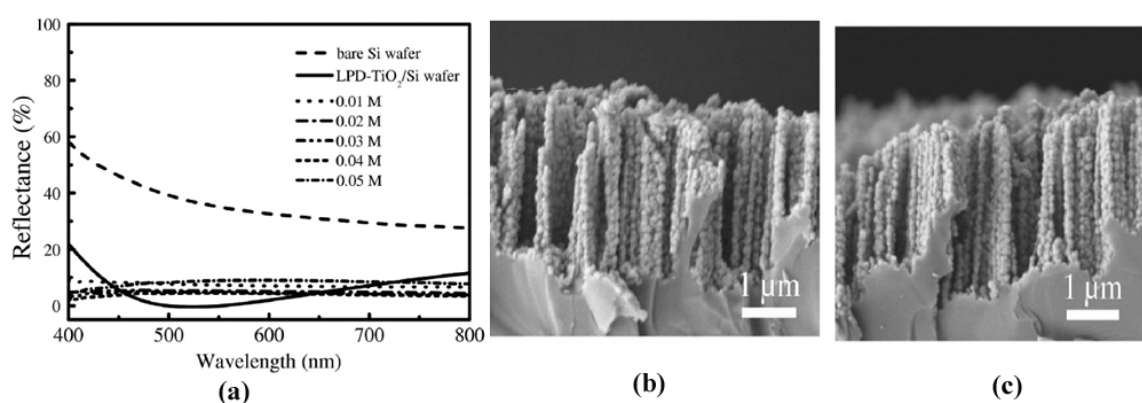 100
80
60
40
20
0
Reflectance (%)
bare Si wafer
LPD-TiO₂/Si wafer
0.01 M
0.02 M
0.03 M
0.04 M
0.05 M
400 500 600 700 800
Wavelength (nm)
(a)
1 µm
(b)
1 µm
(c)